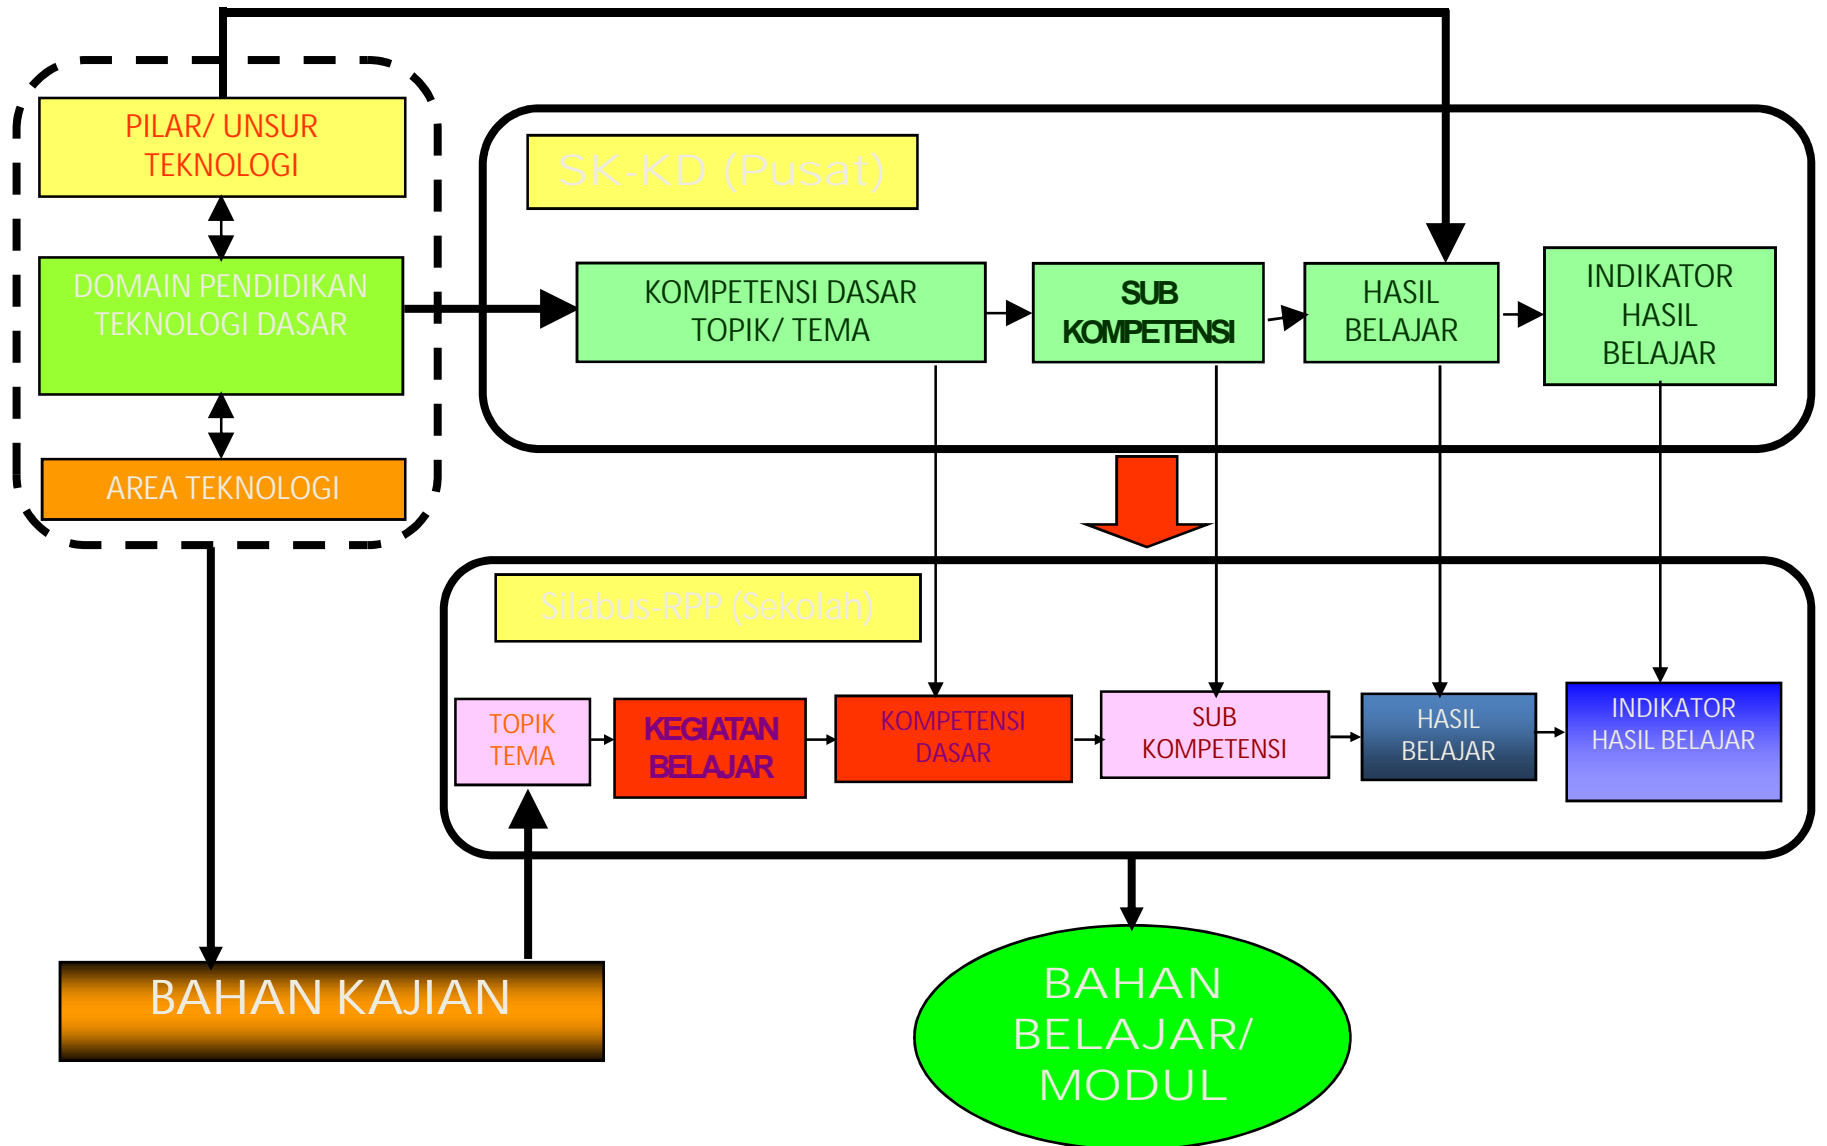 PILAR/ UNSUR
TEKNOLOGI
DOMAIN PENDIDIKAN
TEKNOLOGI DASAR
AREA TEKNOLOGI
SK-KD (Pusat)
KOMPETENSI DASAR
TOPIK/ TEMA
SUB
KOMPETENSI
HASIL
BELAJAR
INDIKATOR
HASIL
BELAJAR
Silabus-RPP (Sekolah)
TOPIK
TEMA
KEGIATAN
BELAJAR
KOMPETENSI
DASAR
SUB
KOMPETENSI
HASIL
BELAJAR
INDIKATOR
HASIL BELAJAR
BAHAN KAJIAN
BAHAN
BELAJAR/
MODUL